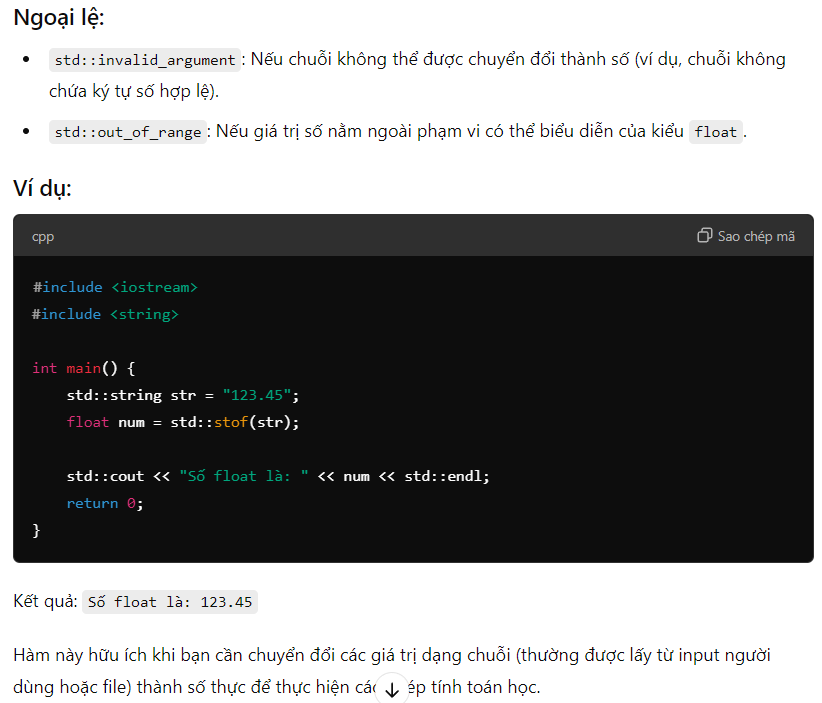 Ngoại lệ:
• std::invalid_argument: Nếu chuỗi không thể được chuyển đổi thành số (ví dụ, chuỗi không
chứa ký tự số hợp lệ).
• std::out_of_range: Nếu giá trị số nằm ngoài phạm vi có thể biểu diễn của kiểu float.
Ví dụ:
cpp Sao chép mã
#include <iostream>
#include <string>
int main() {
    std::string str = "123.45";
    float num = std::stof(str);
    std::cout << "Số float là: " << num << std::endl;
    return 0;
}
Kết quả: Số float là: 123.45
Hàm này hữu ích khi bạn cần chuyển đổi các giá trị dạng chuỗi (thường được lấy từ input người
dùng hoặc file) thành số thực để thực hiện tính toán học.